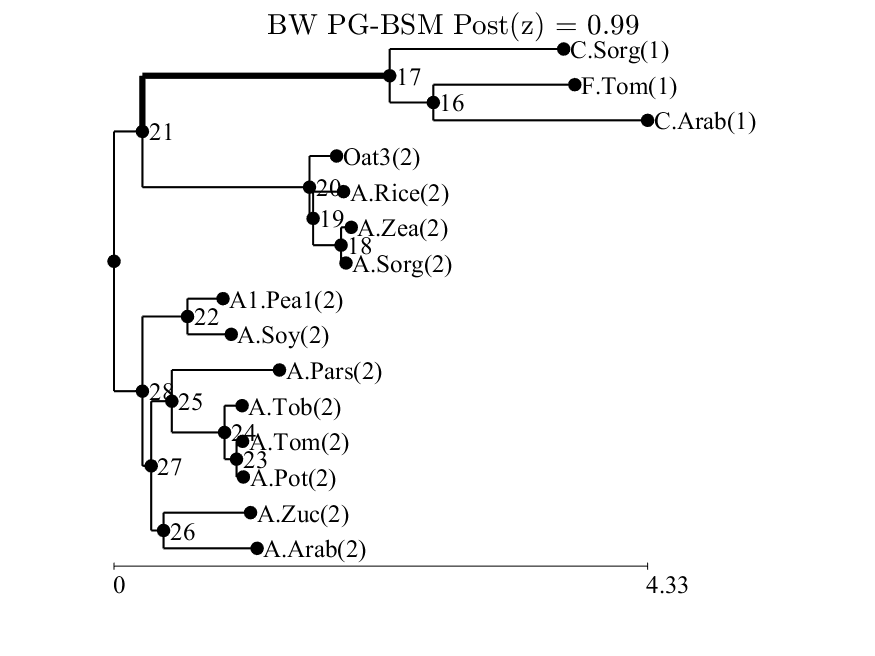 BW PG-BSM Post(z) = 0.99
C.Sorg(1)
17
F.Tom(1)
16
C.Arab(1)
21
Oat3(2)
20
A.Rice(2)
19
A.Zea(2)
18
A.Sorg(2)
A1.Pea1(2)
22
A.Soy(2)
A.Pars(2)
28
25
A.Tob(2)
24
A.Tom(2)
23
27
A.Pot(2)
A.Zuc(2)
26
A.Arab(2)
0 4.33